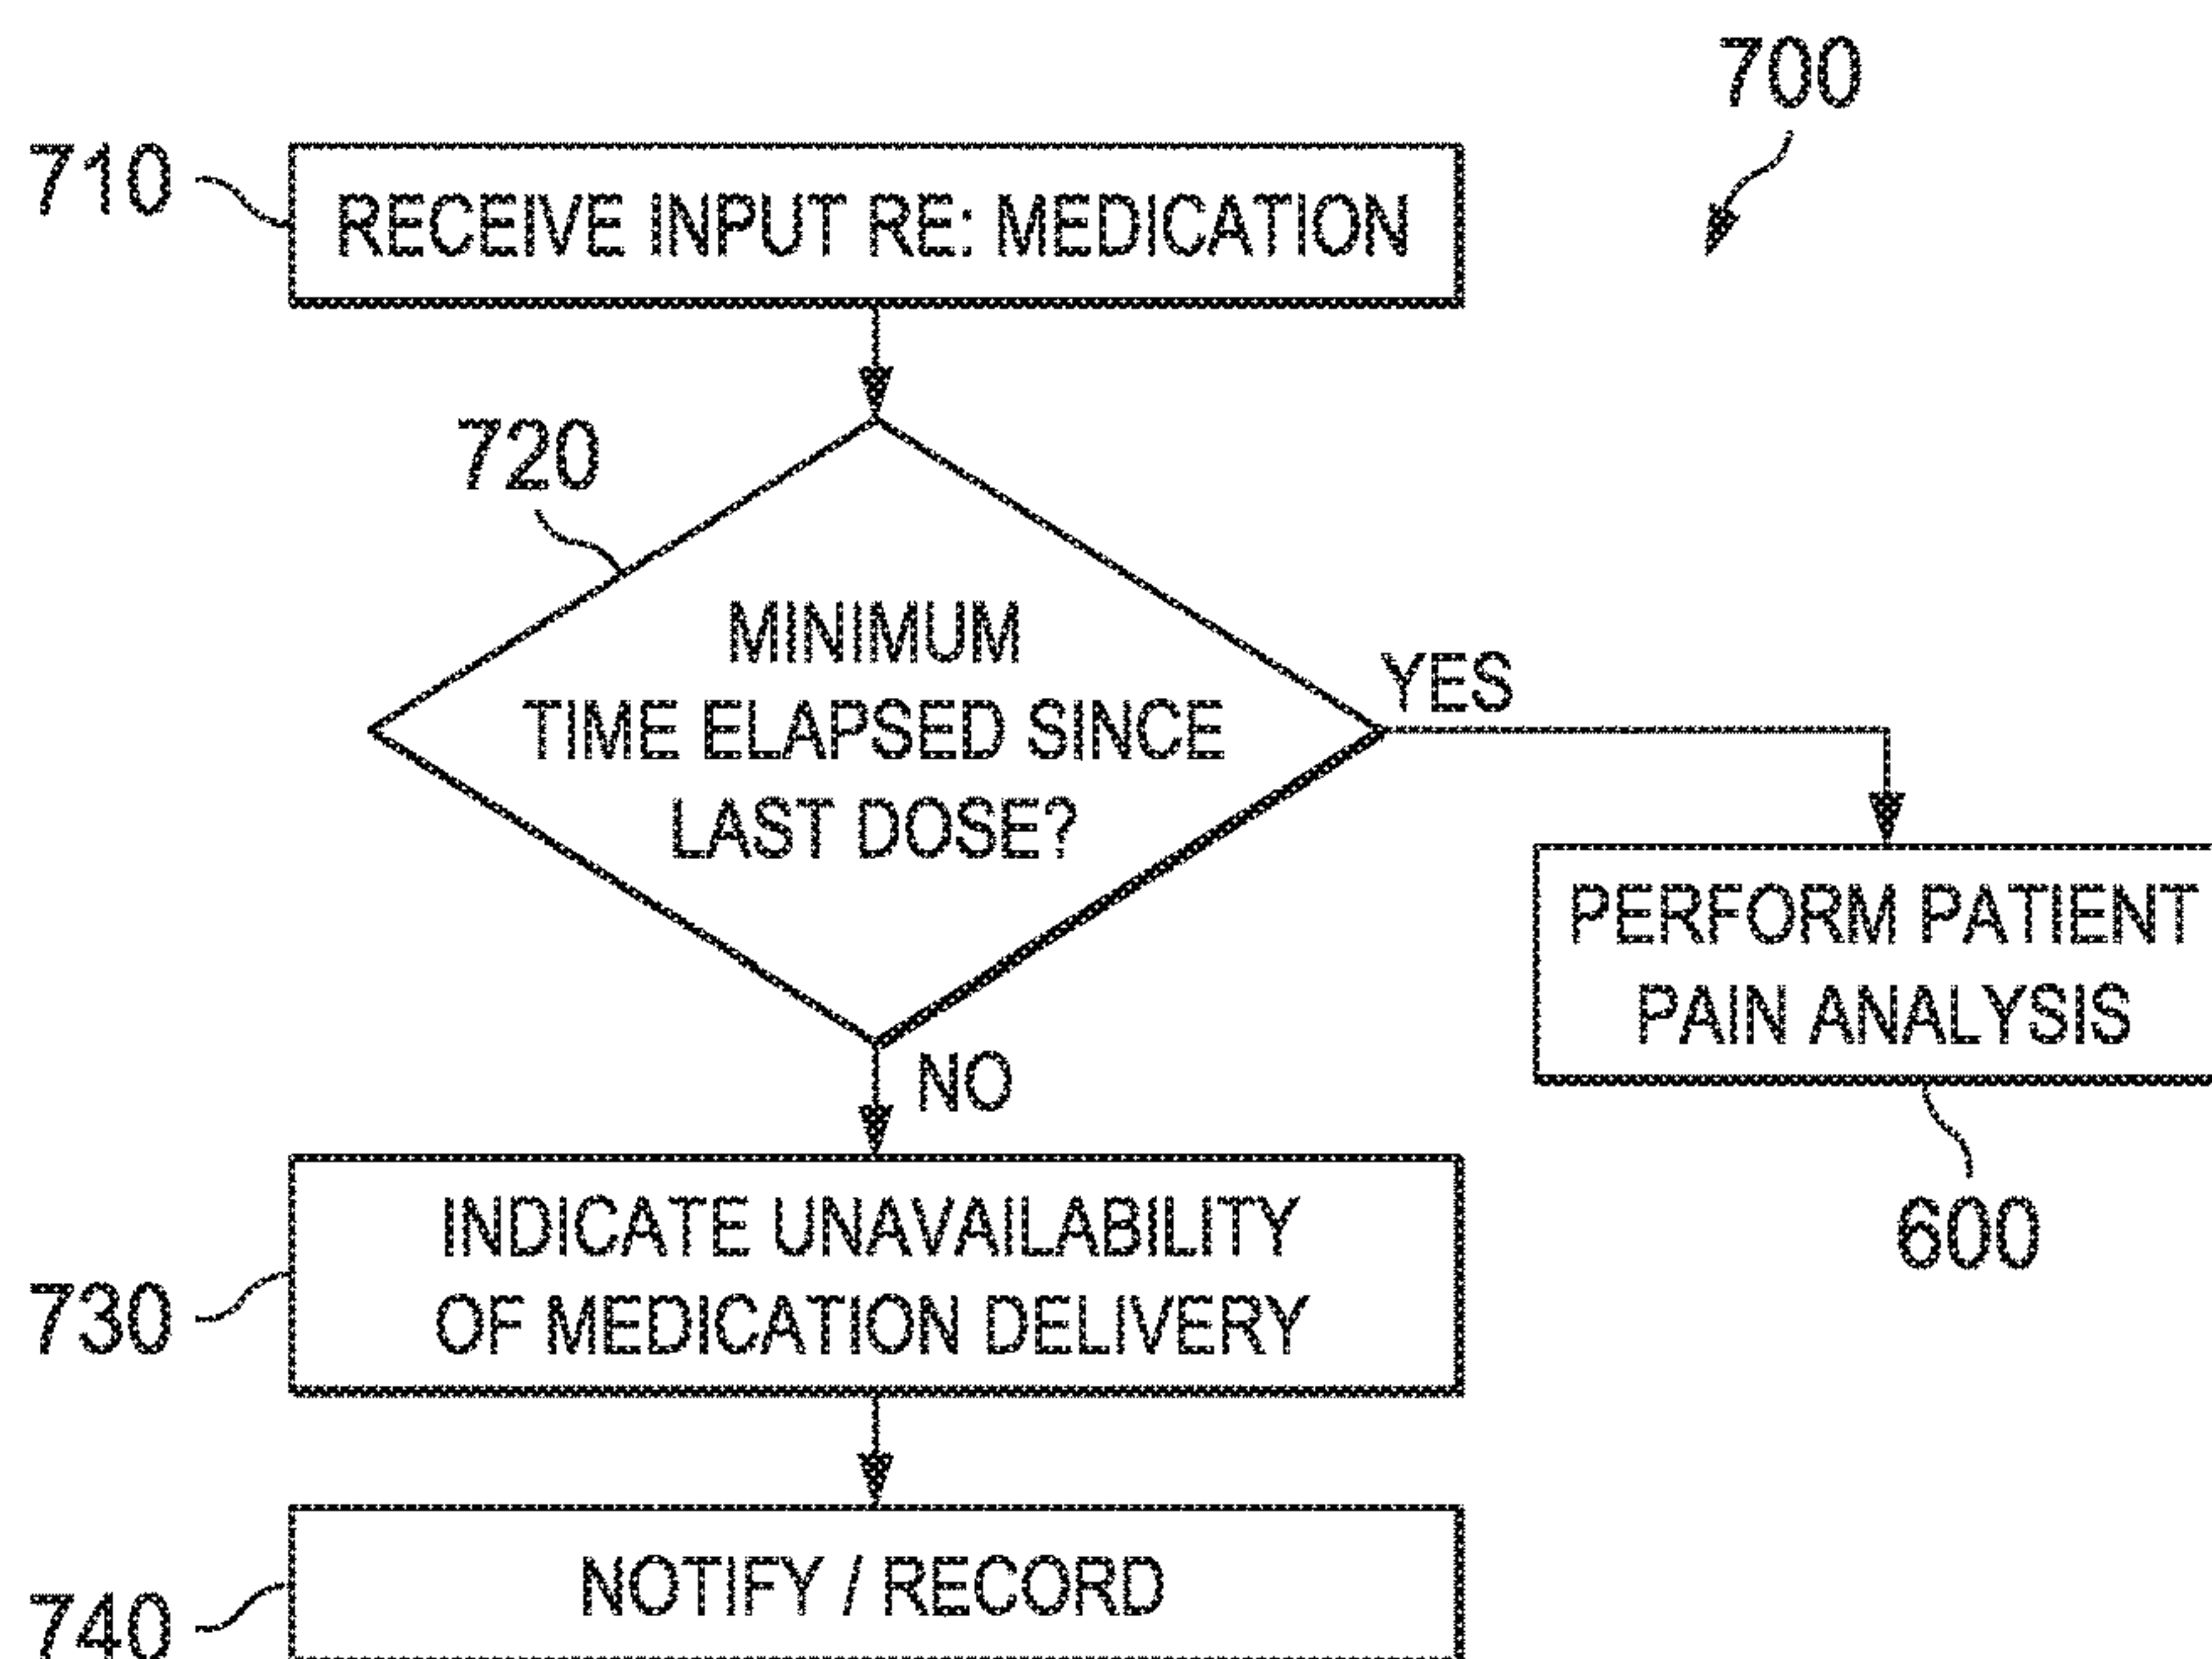 700
710
RECEIVE INPUT RE: MEDICATION
720
MINIMUM
TIME ELAPSED SINCE
LAST DOSE?
YES
PERFORM PATIENT
PAIN ANALYSIS
NO
600
730
INDICATE UNAVAILABILITY
OF MEDICATION DELIVERY
740
NOTIFY / RECORD